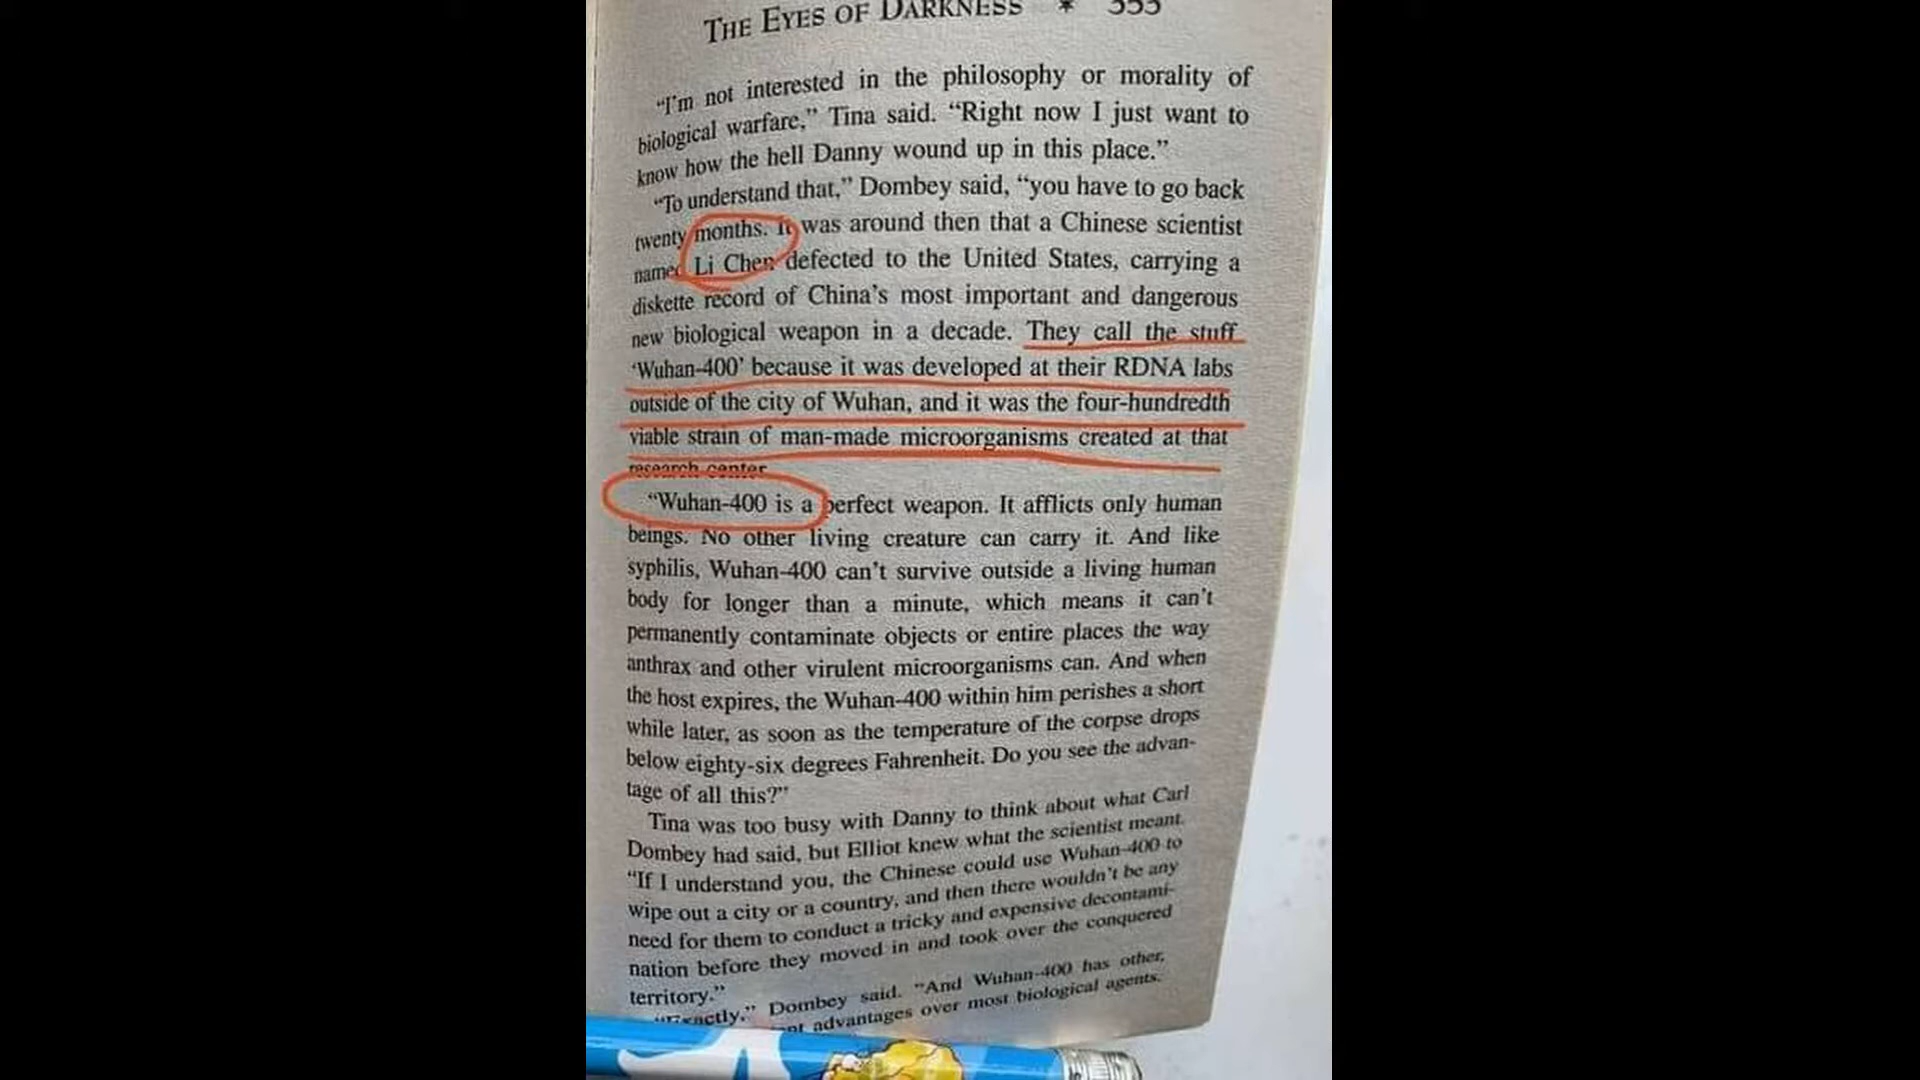 THE EYES OF DARKNESS * 353
“I’m not interested in the philosophy or morality of
biological warfare,” Tina said. “Right now I just want to
know how the hell Danny wound up in this place.”
“To understand that,” Dombey said, “you have to go back
twenty months. It was around then that a Chinese scientist
named Li Chen defected to the United States, carrying a
diskette record of China’s most important and dangerous
new biological weapon in a decade. They call the stuff
‘Wuhan-400’ because it was developed at their RDNA labs
outside of the city of Wuhan, and it was the four-hundredth
viable strain of man-made microorganisms created at that
research center.
“Wuhan-400 is a perfect weapon. It afflicts only human
beings. No other living creature can carry it. And like
syphilis, Wuhan-400 can’t survive outside a living human
body for longer than a minute, which means it can’t
permanently contaminate objects or entire places the way
anthrax and other virulent microorganisms can. And when
the host expires, the Wuhan-400 within him perishes a short
while later, as soon as the temperature of the corpse drops
below eighty-six degrees Fahrenheit. Do you see the advan-
tage of all this?”
Tina was too busy with Danny to think about what Carl
Dombey had said, but Elliot knew what the scientist meant.
“If I understand you, the Chinese could use Wuhan-400 to
wipe out a city or a country, and then there wouldn’t be any
need for them to conduct a tricky and expensive decontami-
nation before they moved in and took over the conquered
territory.”
“Exactly,” Dombey said. “And Wuhan-400 has other,
advantages over most biological agents.